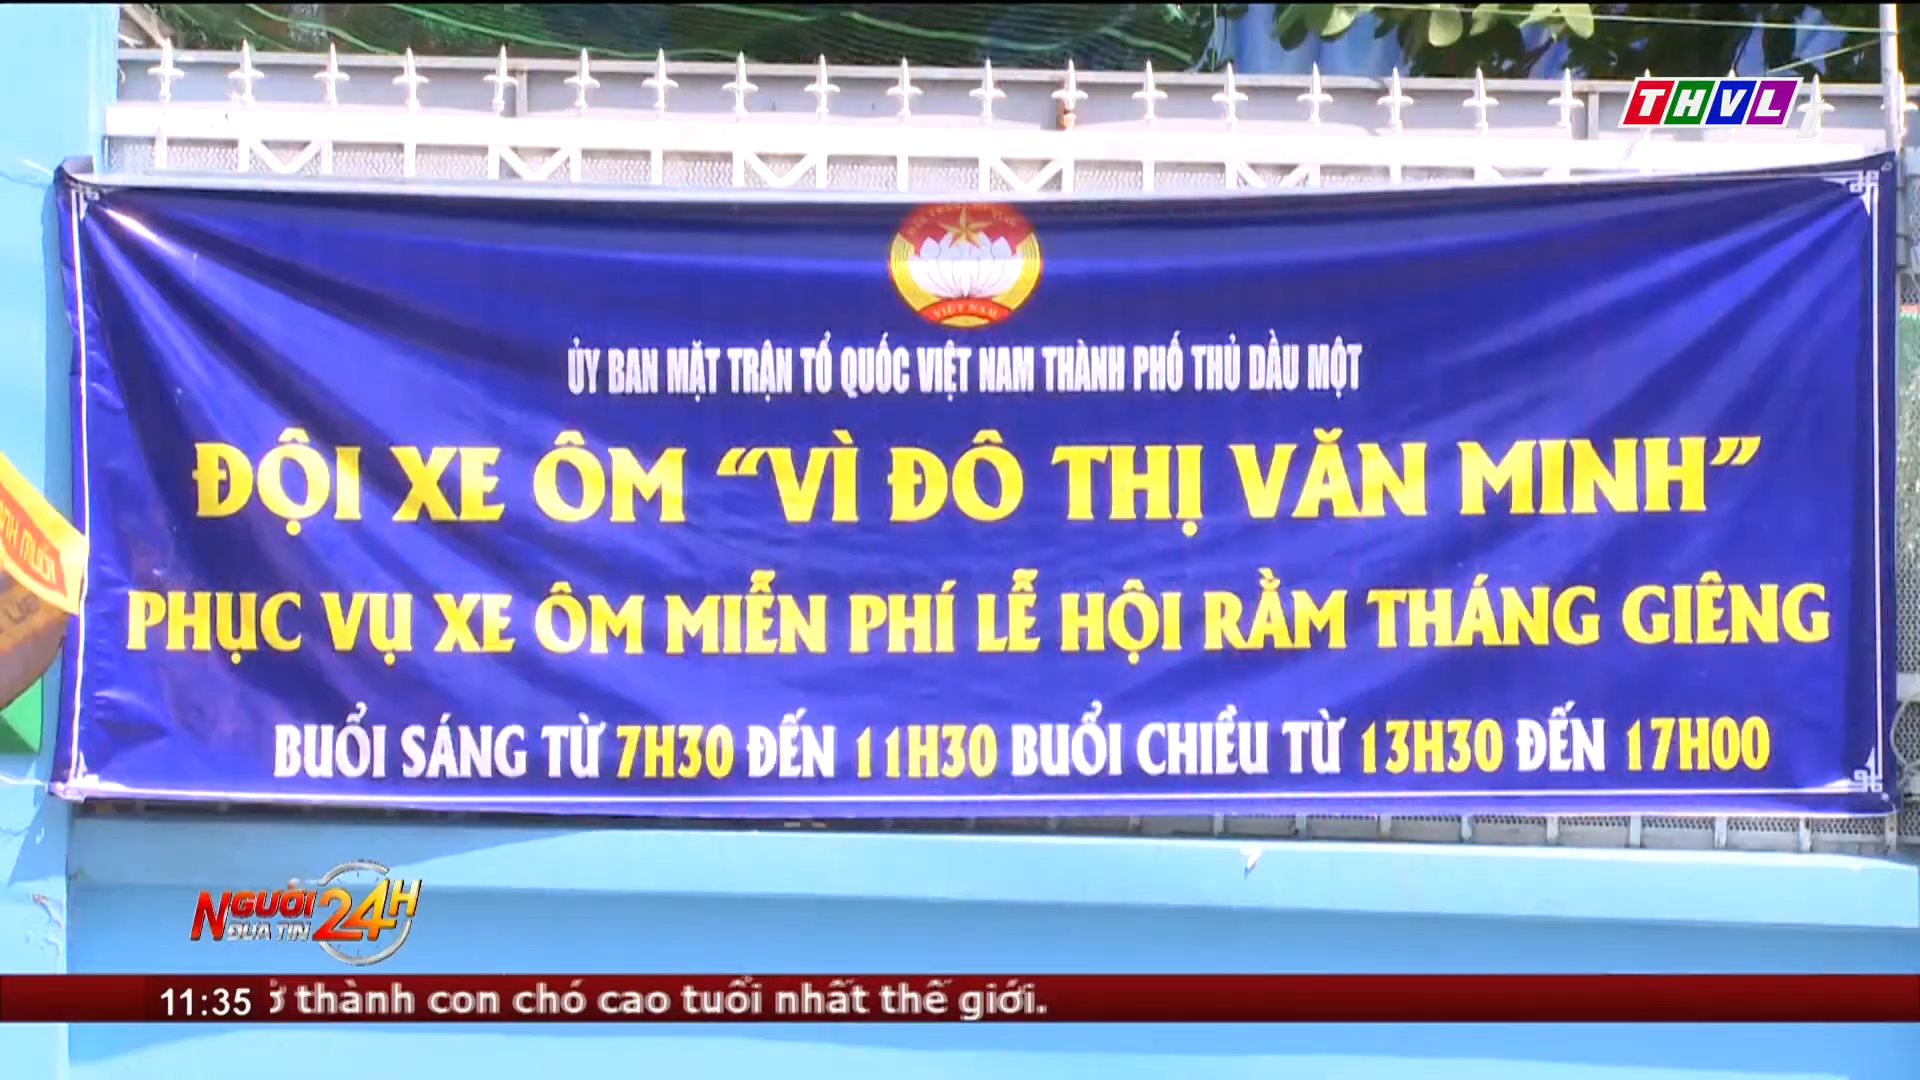 THVL1
VIỆT NAM
ỦY BAN MẶT TRẬN TỔ QUỐC VIỆT NAM THÀNH PHỐ THỦ DẦU MỘT
ĐỘI XE ÔM “VÌ ĐÔ THỊ VĂN MINH”
PHỤC VỤ XE ÔM MIỄN PHÍ LỄ HỘI RẰM THÁNG GIÊNG
BUỔI SÁNG TỪ 7H30 ĐẾN 11H30 BUỔI CHIỀU TỪ 13H30 ĐẾN 17H00
NGƯỜI ĐƯA TIN 24H
11:35 ở thành con chó cao tuổi nhất thế giới.